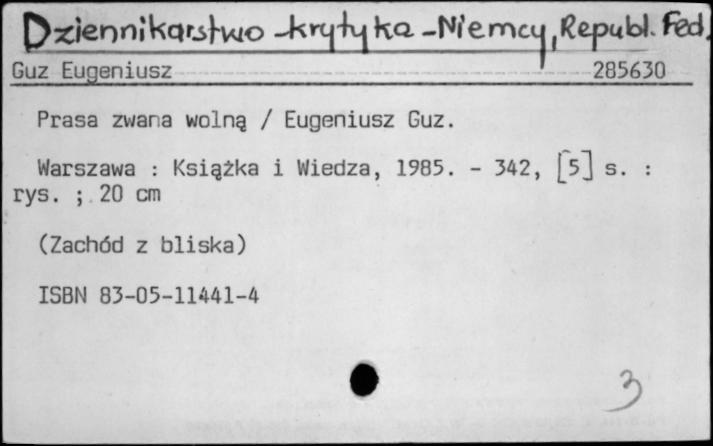 Dziennikarstwo - krytyka - Niemcy, Republ. Fed.
Guz Eugeniusz 285630
Prasa zwana wolną / Eugeniusz Guz.
Warszawa : Książka i Wiedza, 1985. - 342, [5] s. :
rys. ; 20 cm
(Zachód z bliska)
ISBN 83-05-11441-4
3